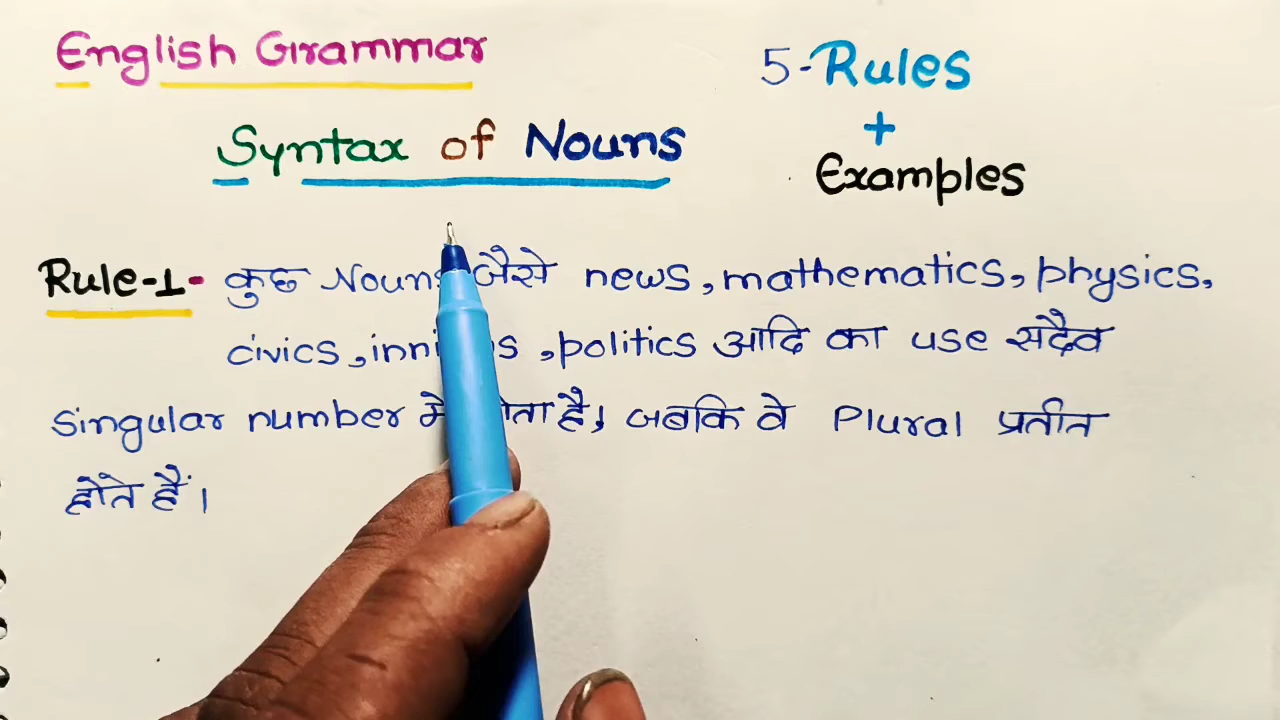 English Grammar
5-Rules
+
Examples
Syntax of Nouns
Rule-1- कुछ Nouns जैसे news, mathematics, physics,
civics, politics आदि का use सदैव
Singular number में है, जबकि वे Plural प्रतीत
होते हैं।